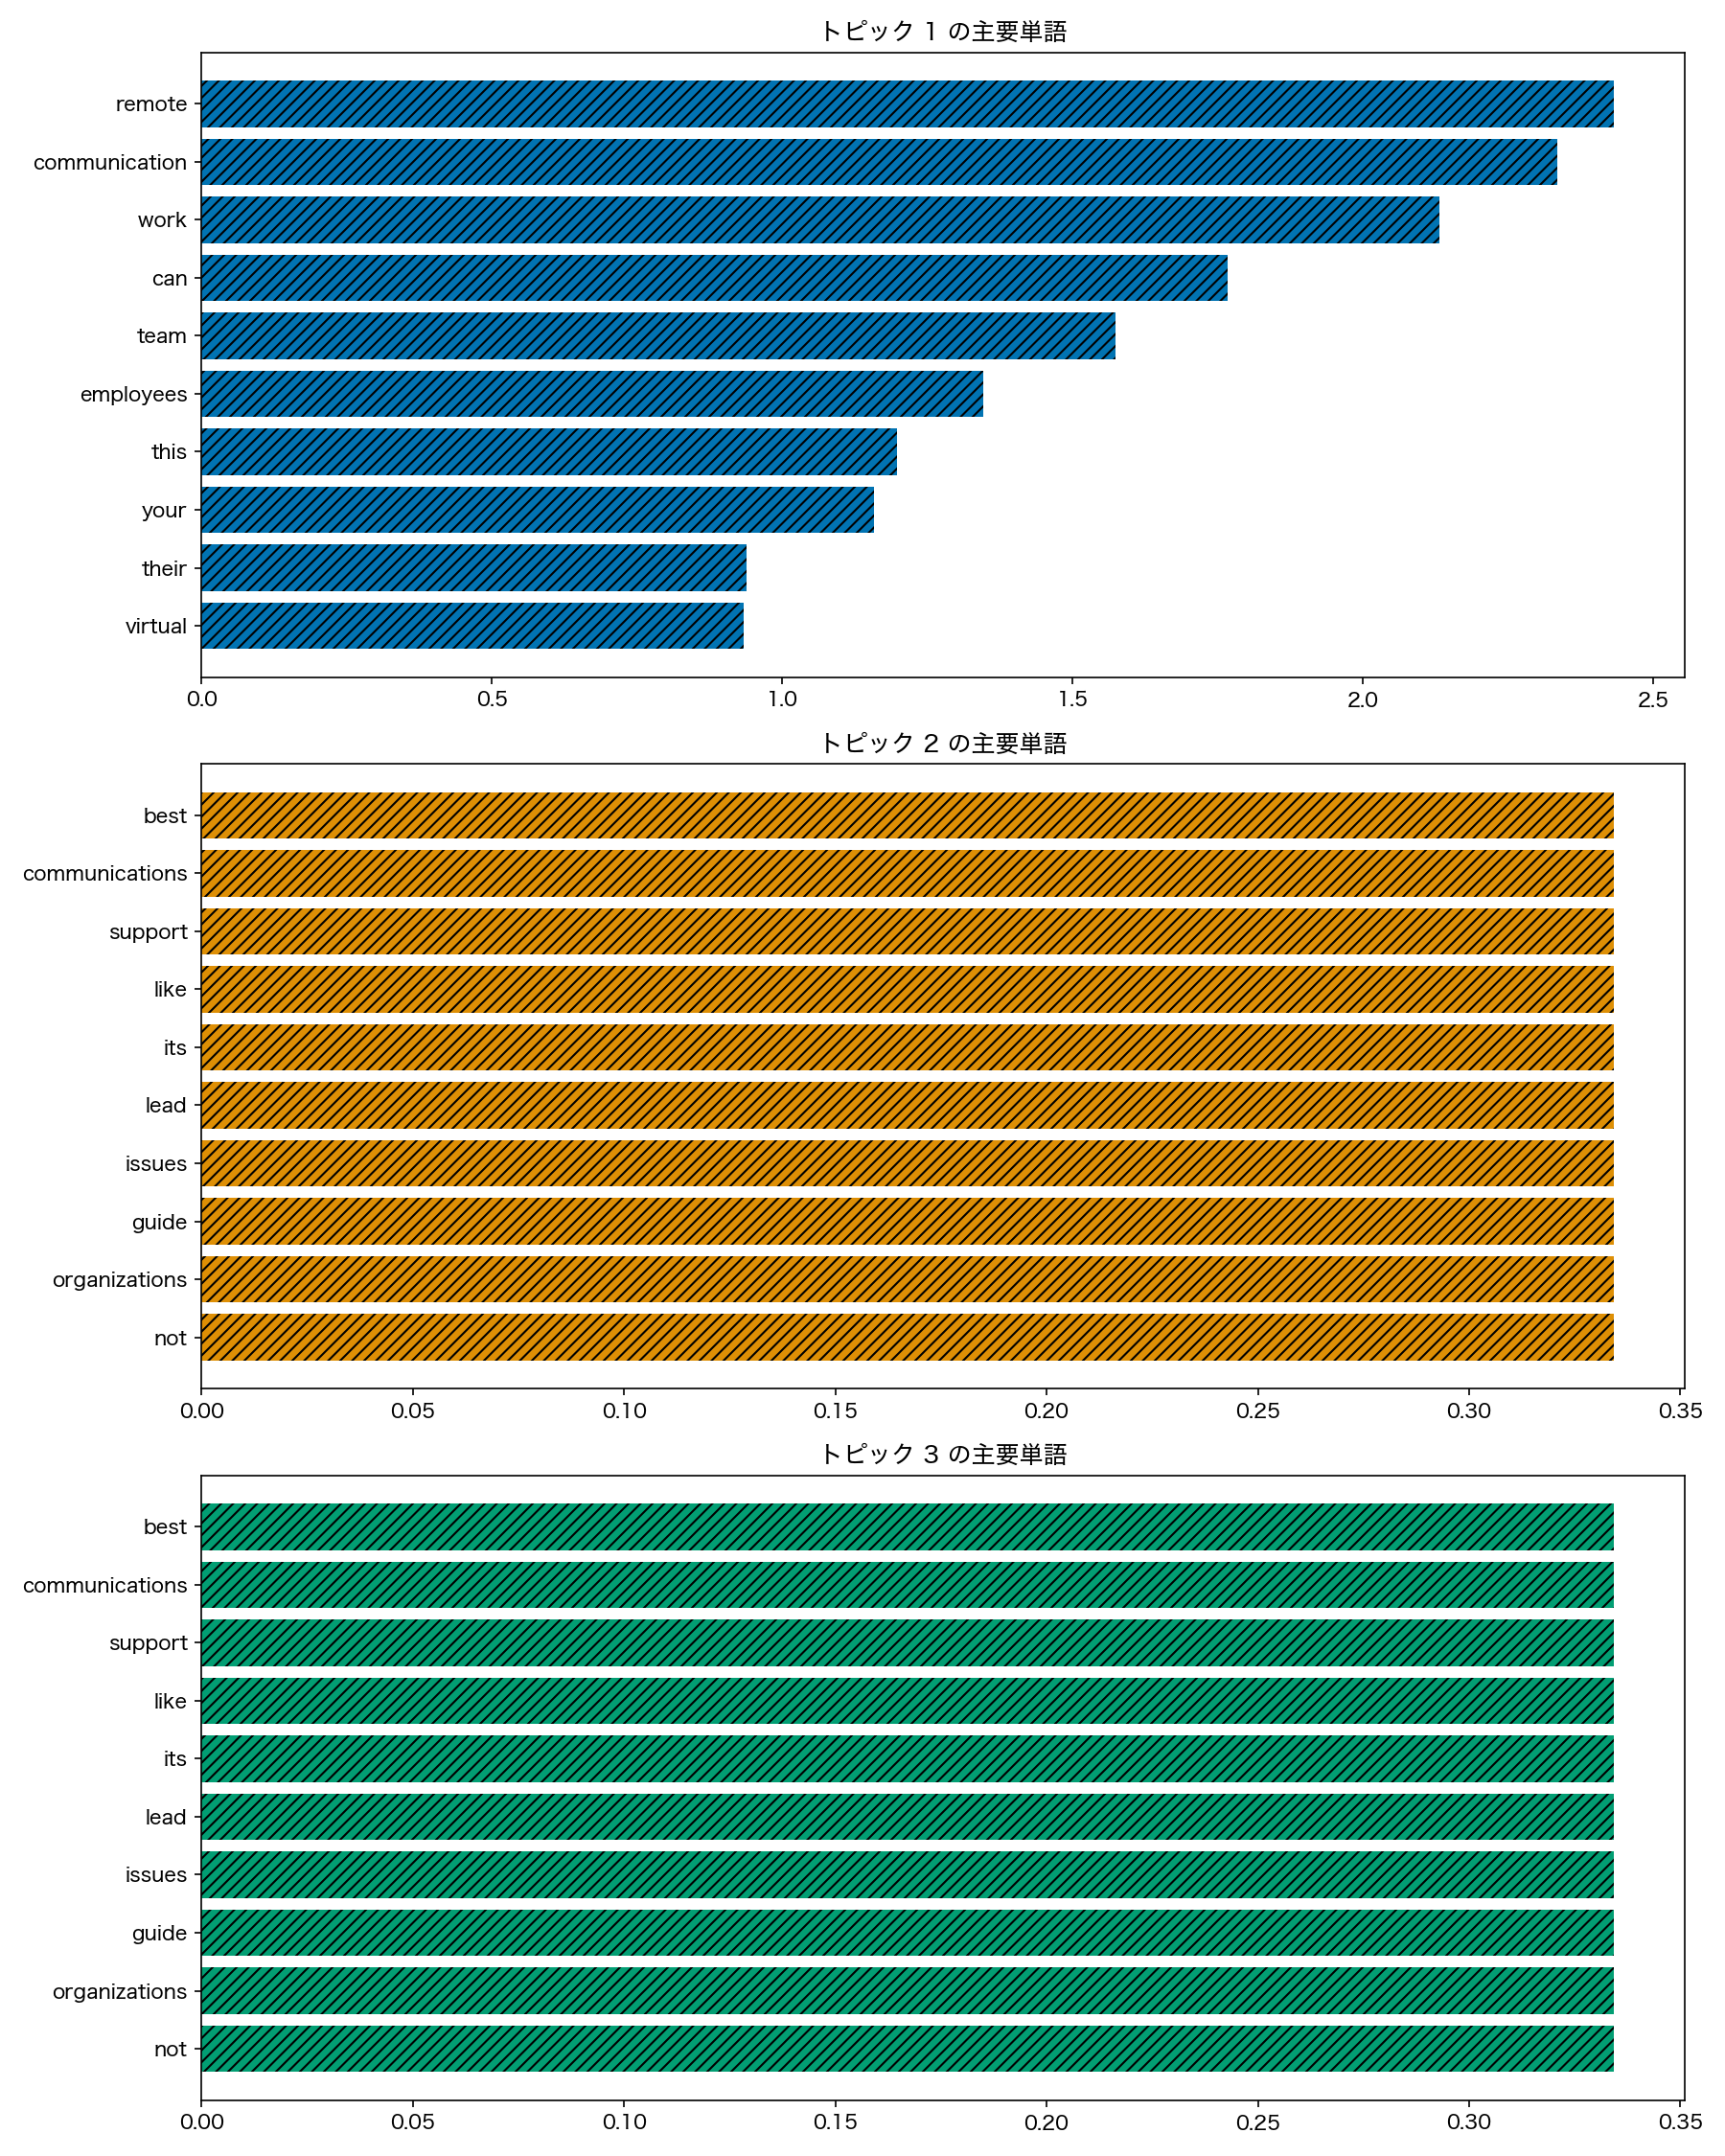 トピック 1 の主要単語
remote
communication
work
can
team
employees
this
your
their
virtual
0.0 0.5 1.0 1.5 2.0 2.5
トピック 2 の主要単語
best
communications
support
like
its
lead
issues
guide
organizations
not
0.00 0.05 0.10 0.15 0.20 0.25 0.30 0.35
トピック 3 の主要単語
best
communications
support
like
its
lead
issues
guide
organizations
not
0.00 0.05 0.10 0.15 0.20 0.25 0.30 0.35